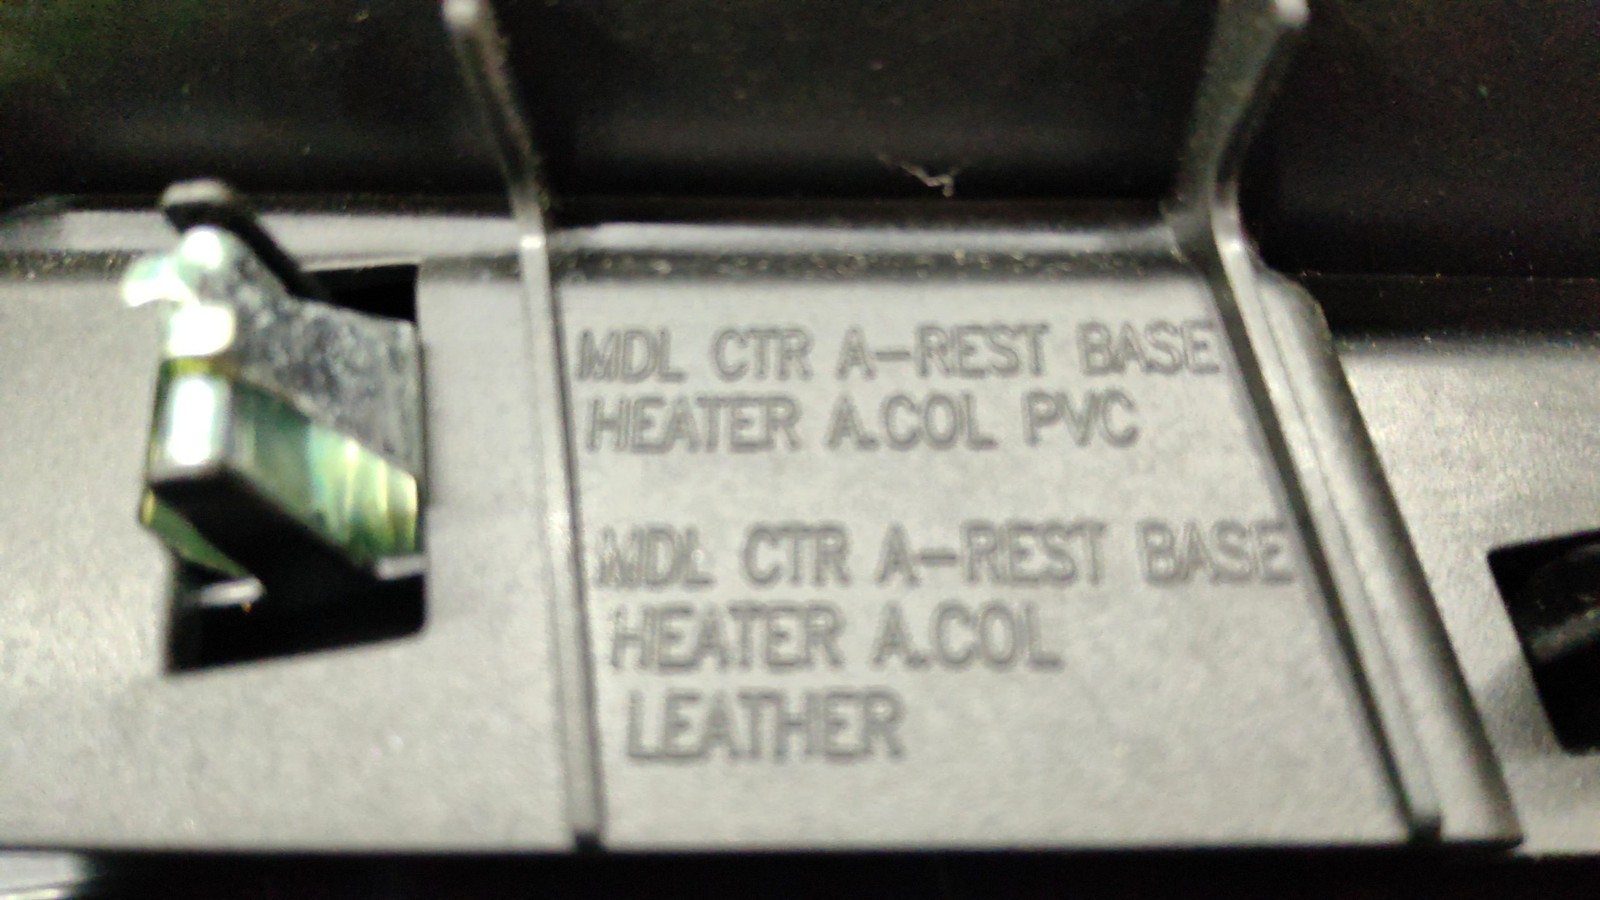 MDL CTR A-REST BASE
HEATER A.COL PVC
MDL CTR A-REST BASE
HEATER A.COL
LEATHER